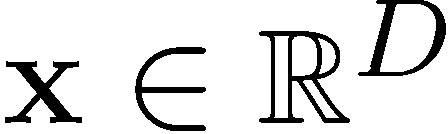 𝐱 ∈ ℝ^D